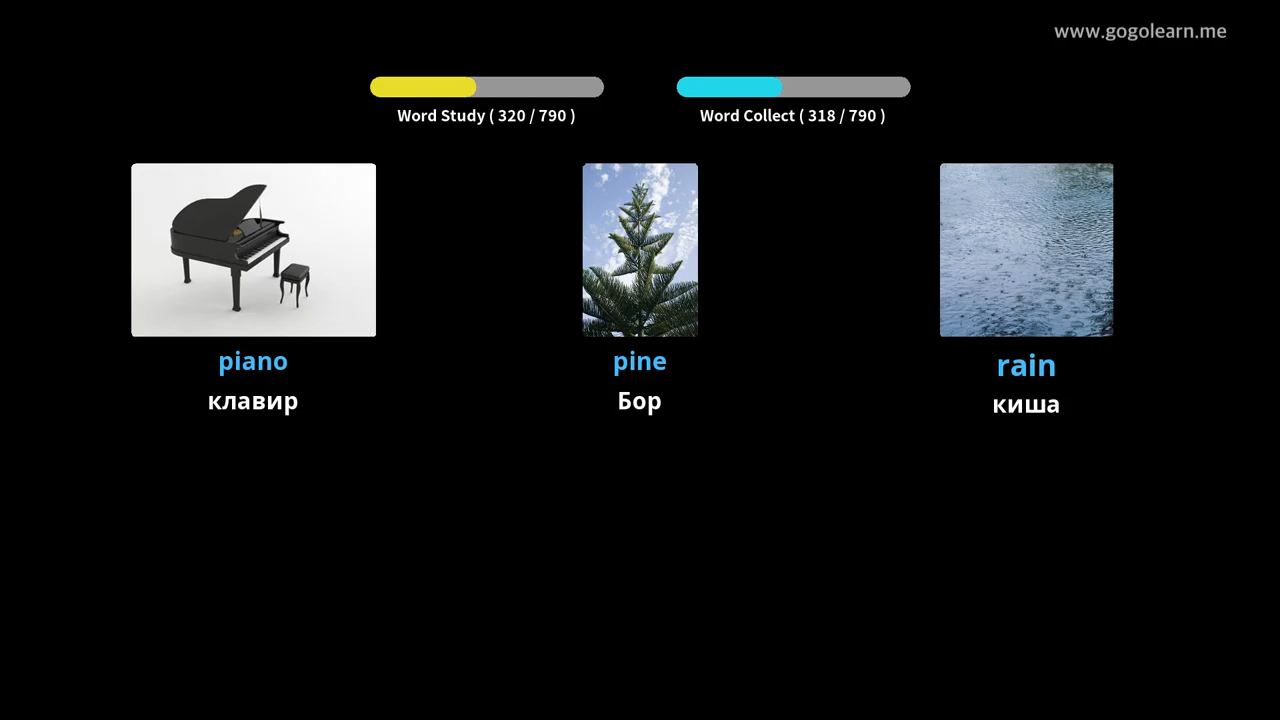 www.gogolearn.me
Word Study ( 320 / 790 )
Word Collect ( 318 / 790 )
piano
pine
rain
клавир
Бор
киша